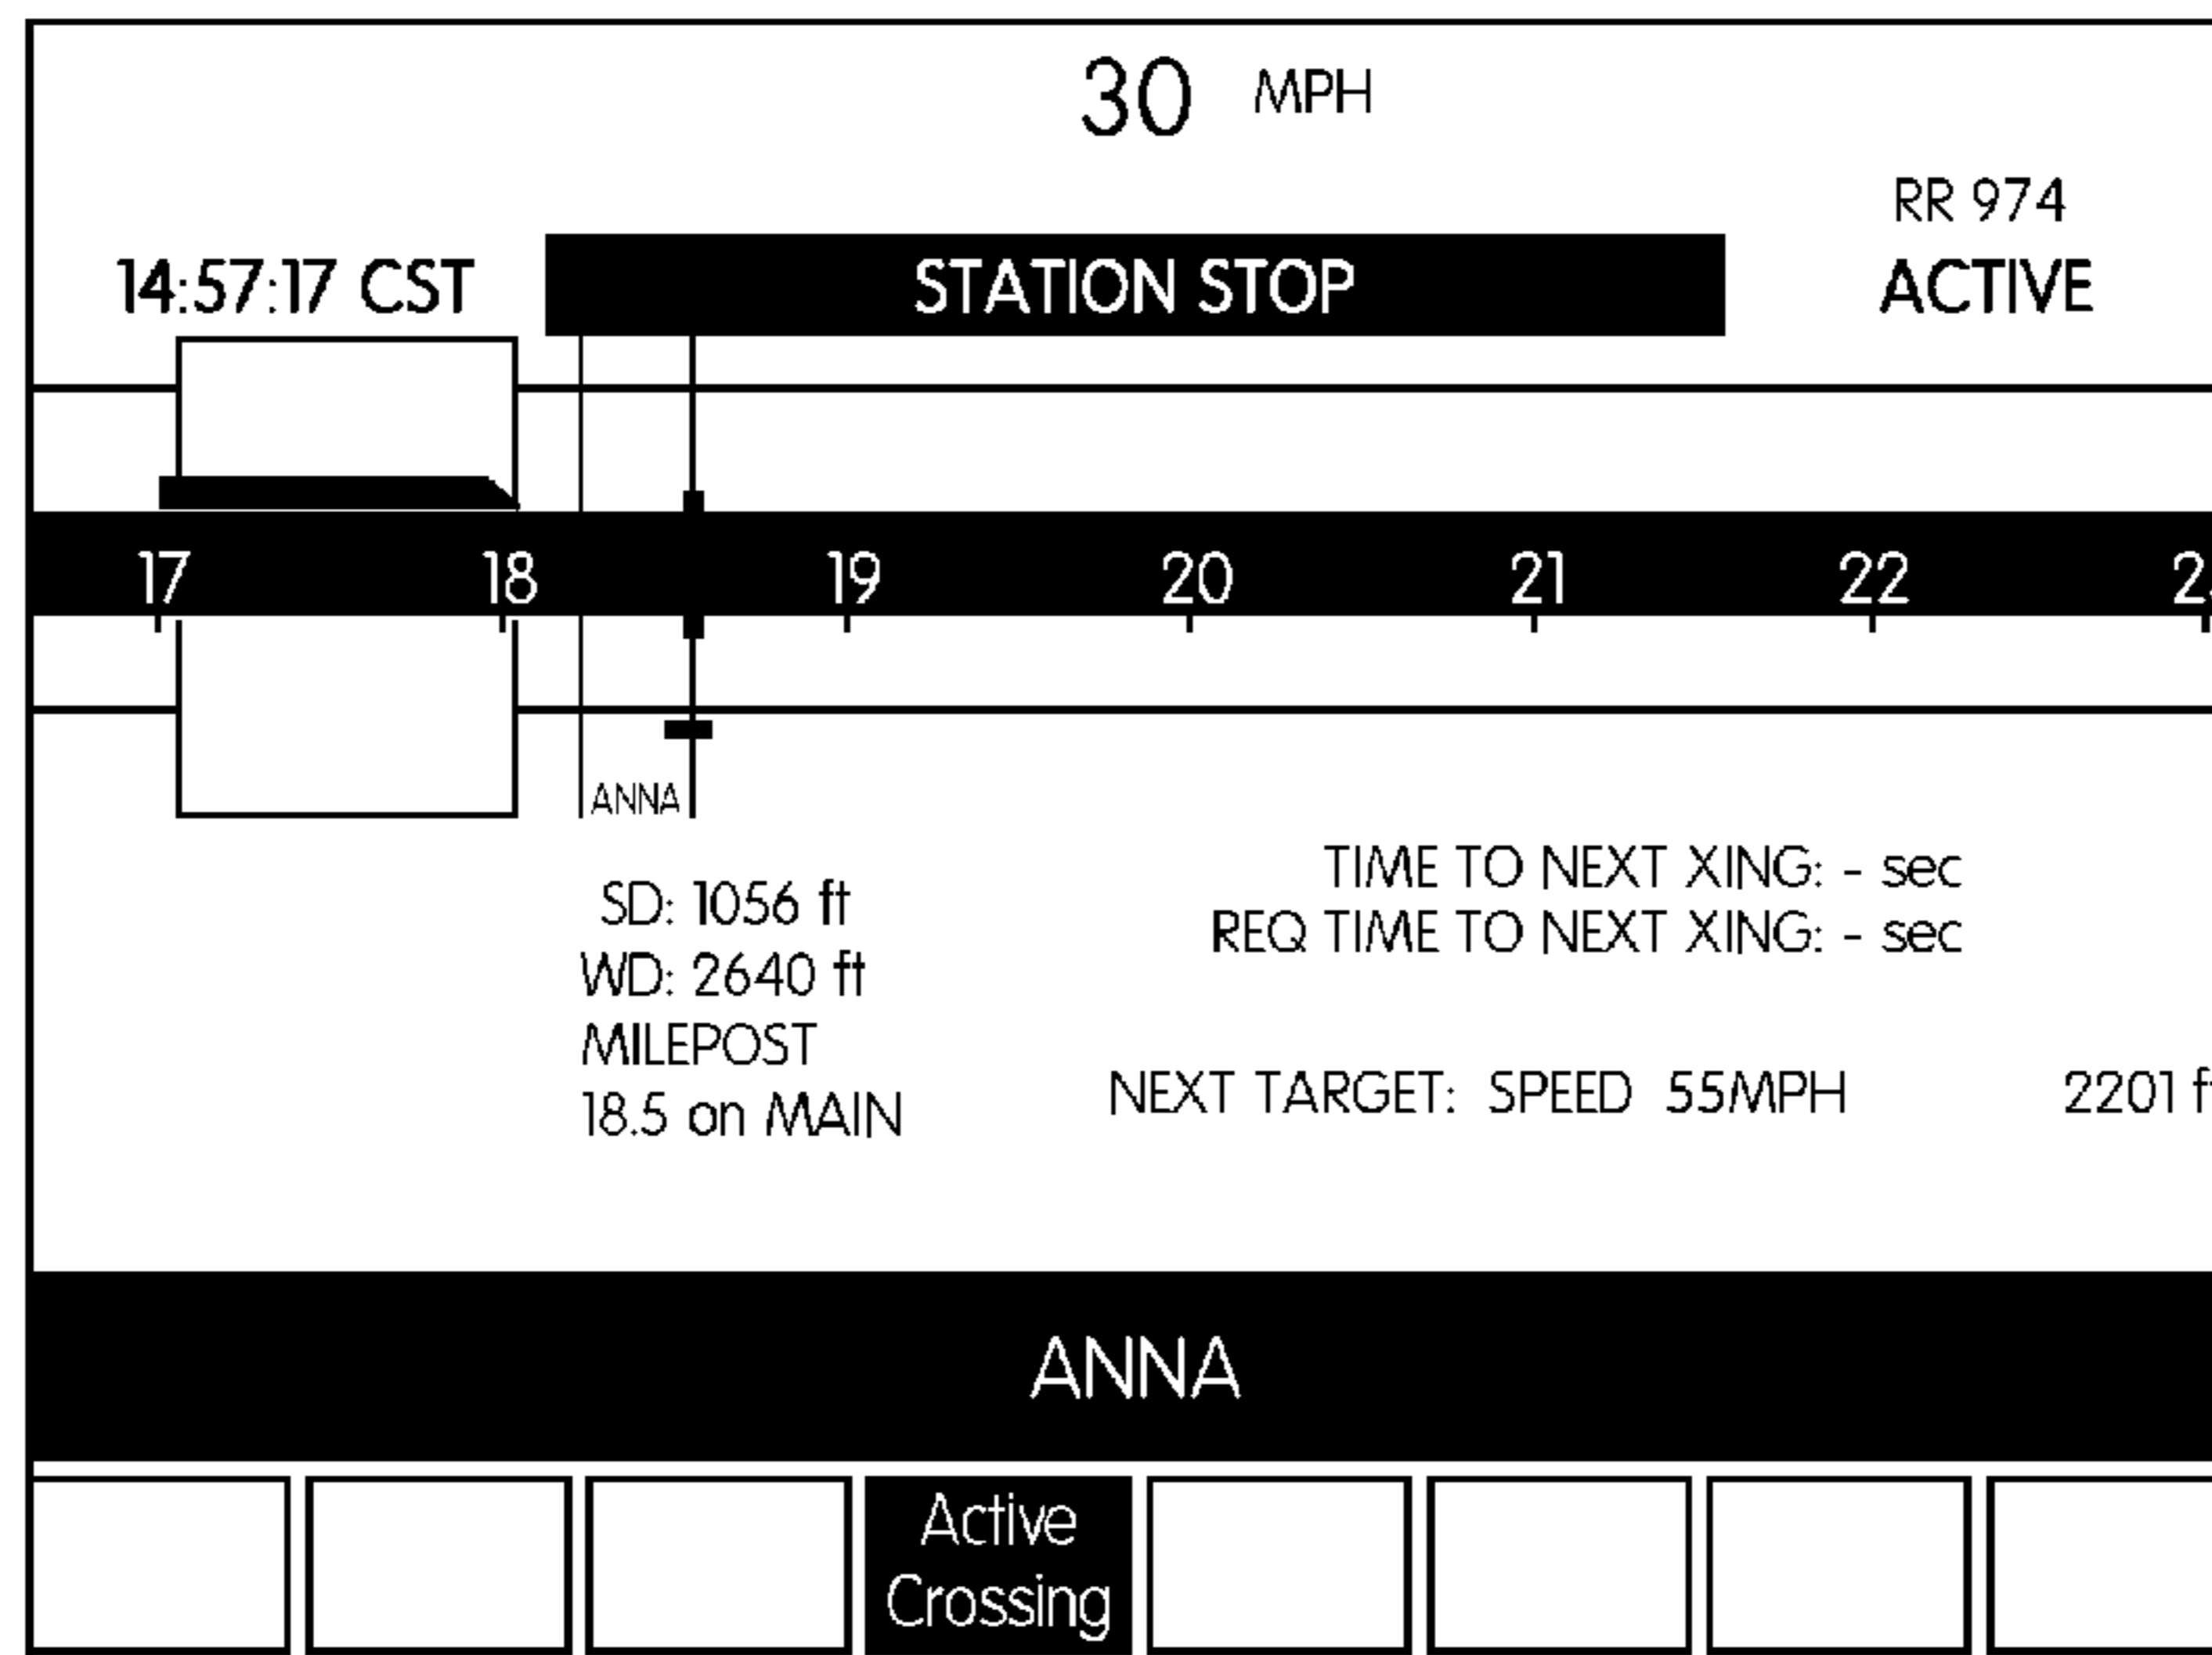 30 MPH
RR 974
14:57:17 CST
STATION STOP
ACTIVE
17 18 19 20 21 22
ANNA
SD: 1056 ft
WD: 2640 ft
MILEPOST
18.5 on MAIN
TIME TO NEXT XING: - sec
REQ TIME TO NEXT XING: - sec
NEXT TARGET: SPEED 55MPH 2201
ANNA
Active
Crossing